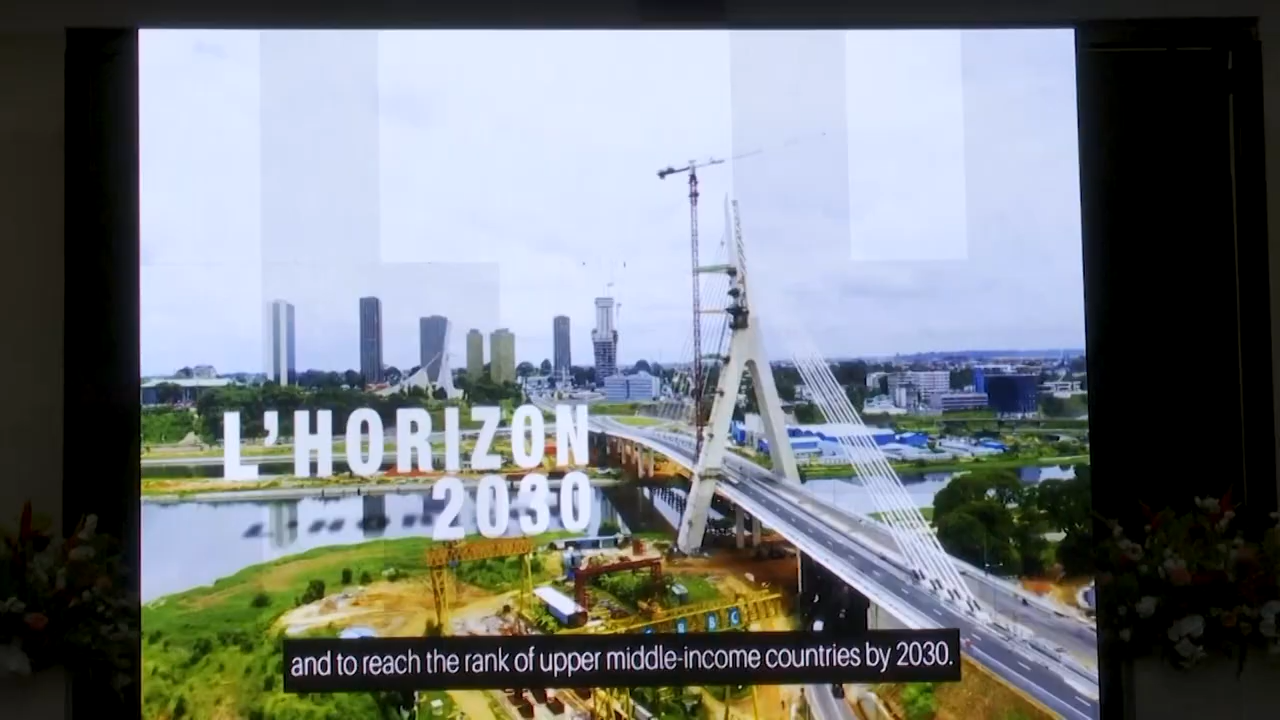 L'HORIZON
2030
B B C
and to reach the rank of upper middle-income countries by 2030.